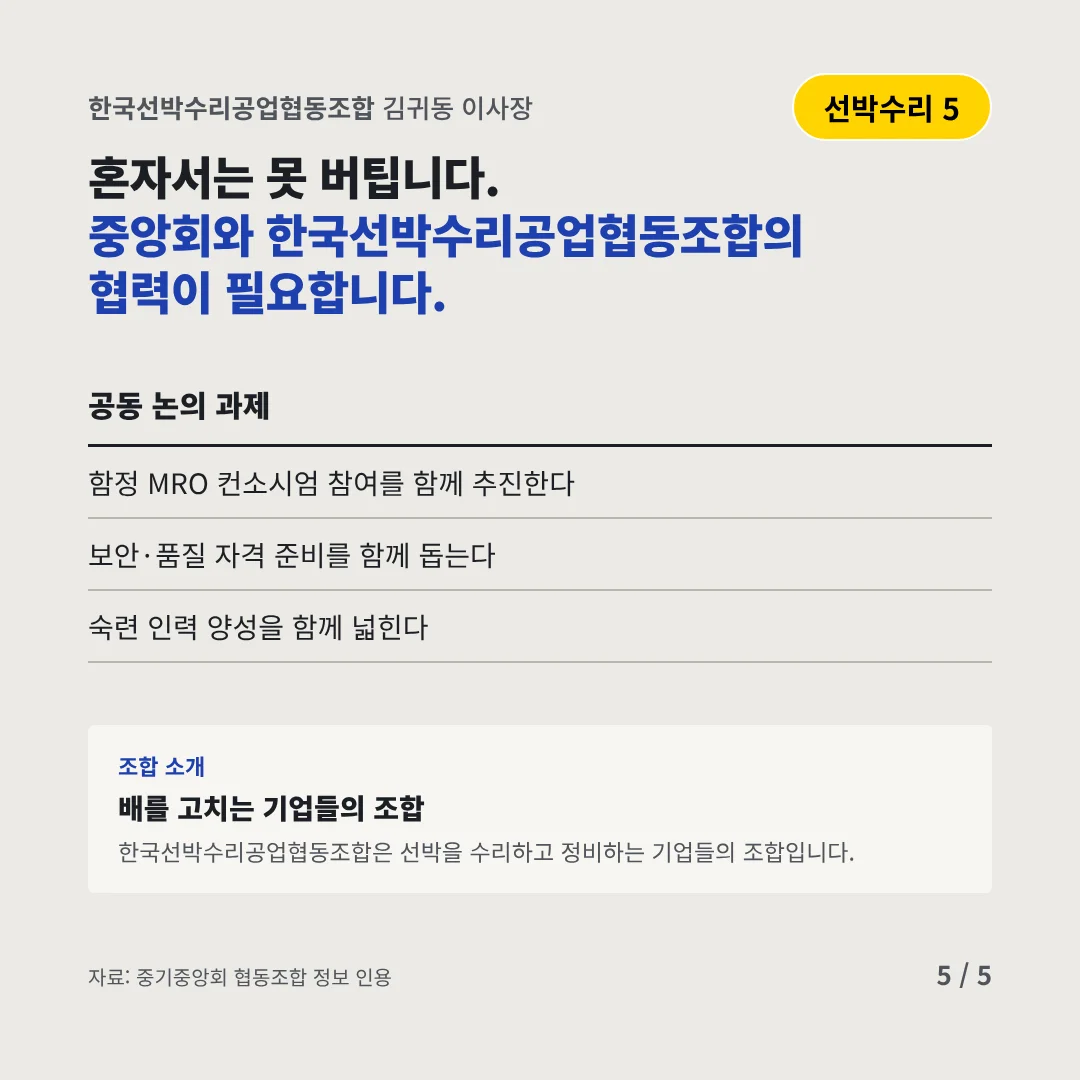 한국선박수리공업협동조합 김귀동 이사장
선박수리 5
혼자서는 못 버팁니다.
중앙회와 한국선박수리공업협동조합의
협력이 필요합니다.
공동 논의 과제
함정 MRO 컨소시엄 참여를 함께 추진한다
보안·품질 자격 준비를 함께 돕는다
숙련 인력 양성을 함께 넓힌다
조합 소개
배를 고치는 기업들의 조합
한국선박수리공업협동조합은 선박을 수리하고 정비하는 기업들의 조합입니다.
자료: 중기중앙회 협동조합 정보 인용
5 / 5